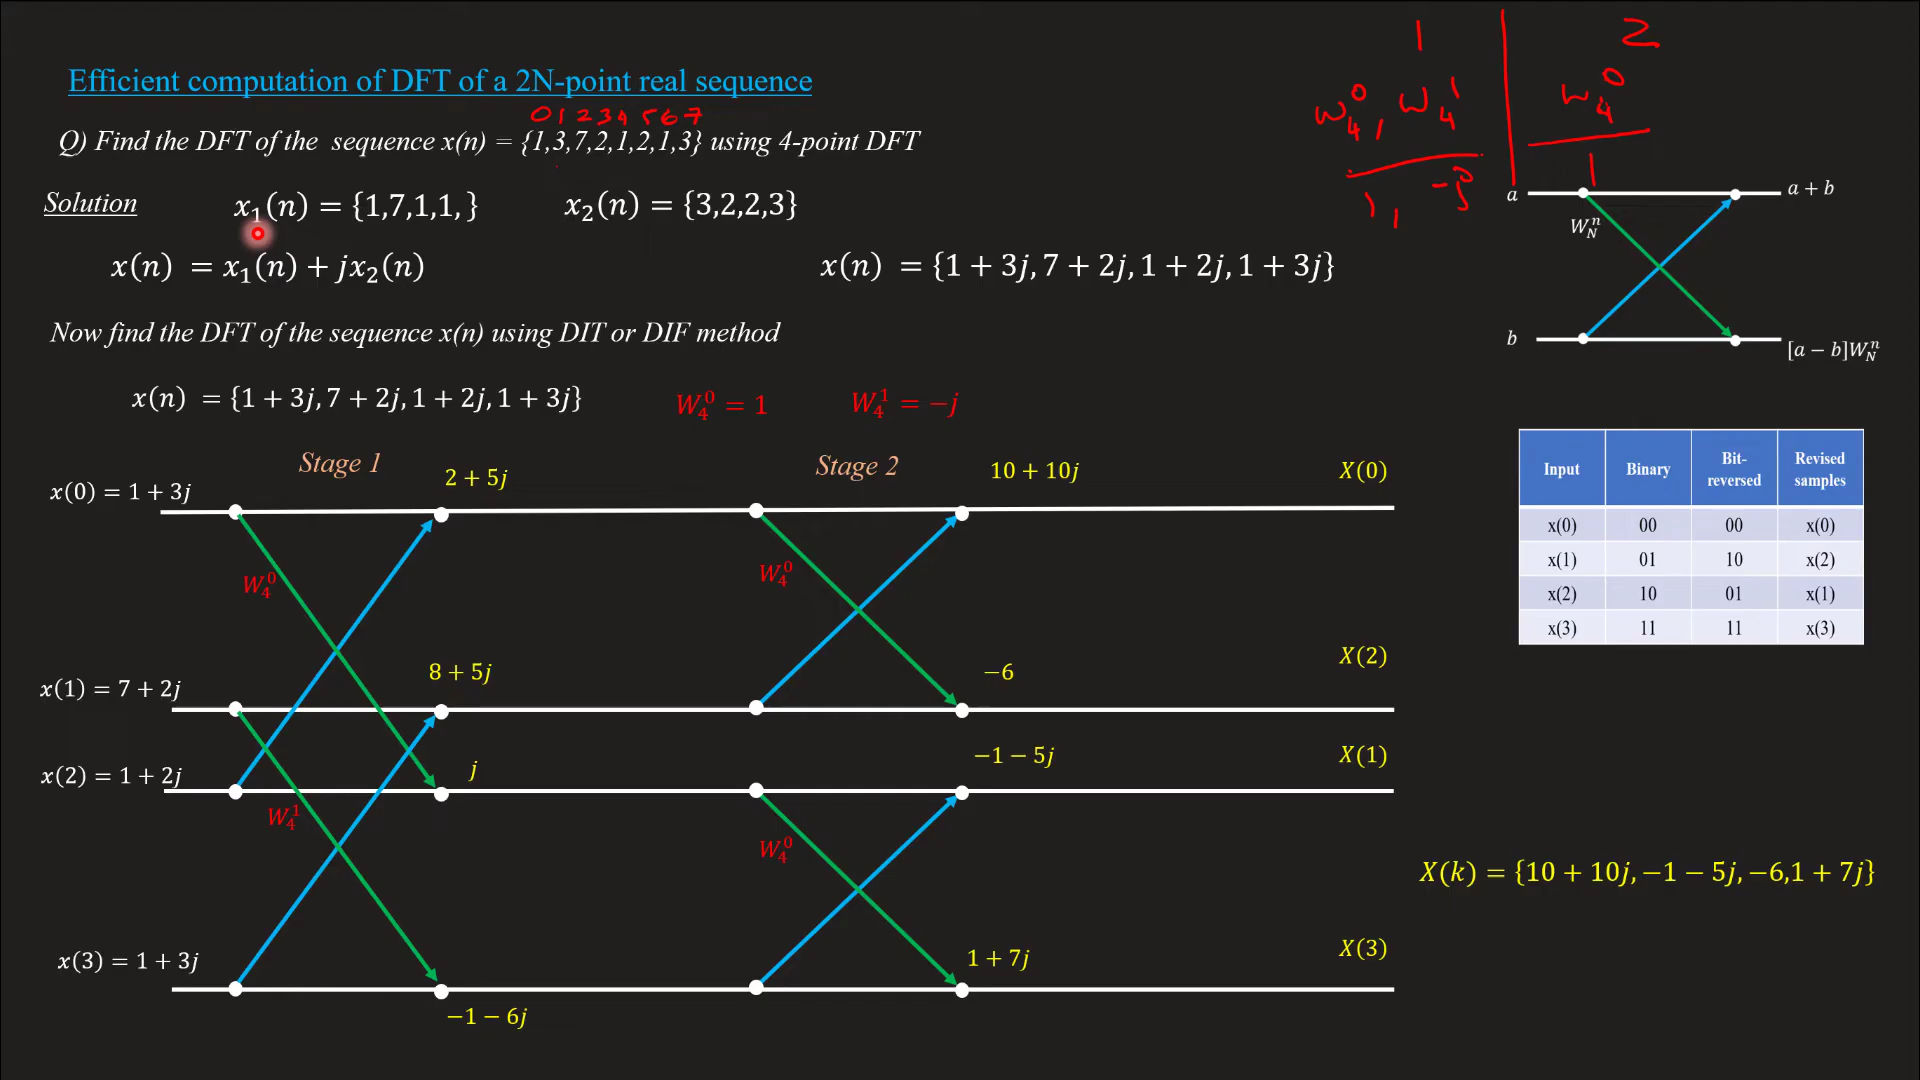 Efficient computation of DFT of a 2N-point real sequence
0 1 2 3 4 5 6 7
Q) Find the DFT of the sequence x(n) = {1,3,7,2,1,2,1,3} using 4-point DFT
Solution
x₁(n) = {1,7,1,1, }
x₂(n) = {3,2,2,3}
x(n) = x₁(n) + jx₂(n)
x(n) = {1 + 3j, 7 + 2j, 1 + 2j, 1 + 3j}
Now find the DFT of the sequence x(n) using DIT or DIF method
x(n) = {1 + 3j, 7 + 2j, 1 + 2j, 1 + 3j}
W₄⁰ = 1
W₄¹ = −j
1
2
W₄⁰, W₄¹
W₄⁰
1, −j
1
a
a + b
W_N^n
b
[a − b]W_N^n
Stage 1
Stage 2
x(0) = 1 + 3j
2 + 5j
10 + 10j
X(0)
W₄⁰
W₄⁰
x(1) = 7 + 2j
8 + 5j
−6
X(2)
x(2) = 1 + 2j
j
−1 − 5j
X(1)
W₄¹
W₄⁰
x(3) = 1 + 3j
−1 − 6j
1 + 7j
X(3)
Input Binary Bit-reversed Revised samples
x(0) 00 00 x(0)
x(1) 01 10 x(2)
x(2) 10 01 x(1)
x(3) 11 11 x(3)
X(k) = {10 + 10j, −1 − 5j, −6,1 + 7j}